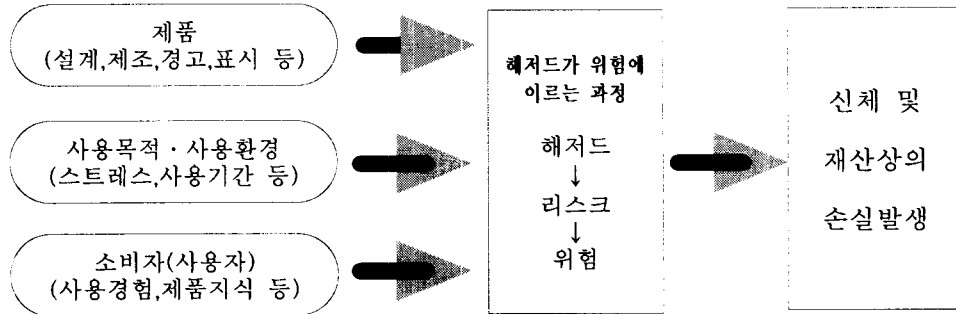 제품
(설계,제조,경고,표시 등)
사용목적·사용환경
(스트레스,사용기간 등)
소비자(사용자)
(사용경험,제품지식 등)
헤저드가 위험에
이르는 과정
해저드
↓
리스크
↓
위험
신체 및
재산상의
손실발생